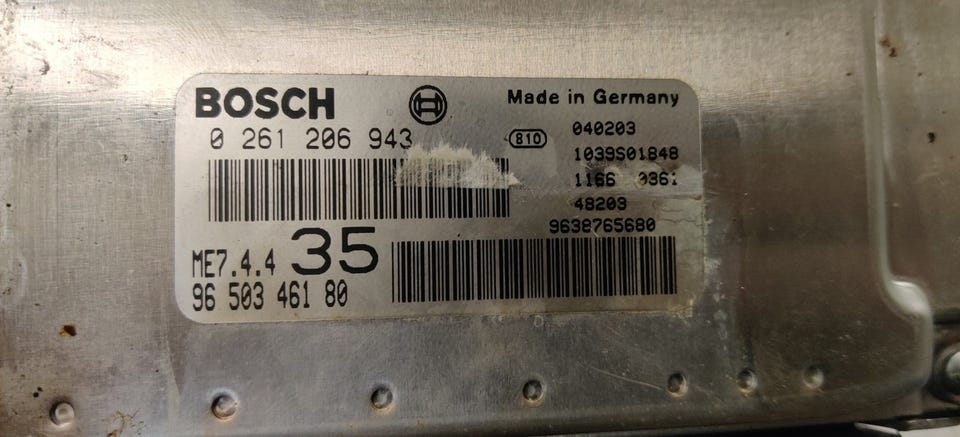 BOSCH
Made in Germany
0 261 206 943
810
040203
1039S01848
1166 0361
48203
9638765680
ME7.4.4 35
96 503 461 80